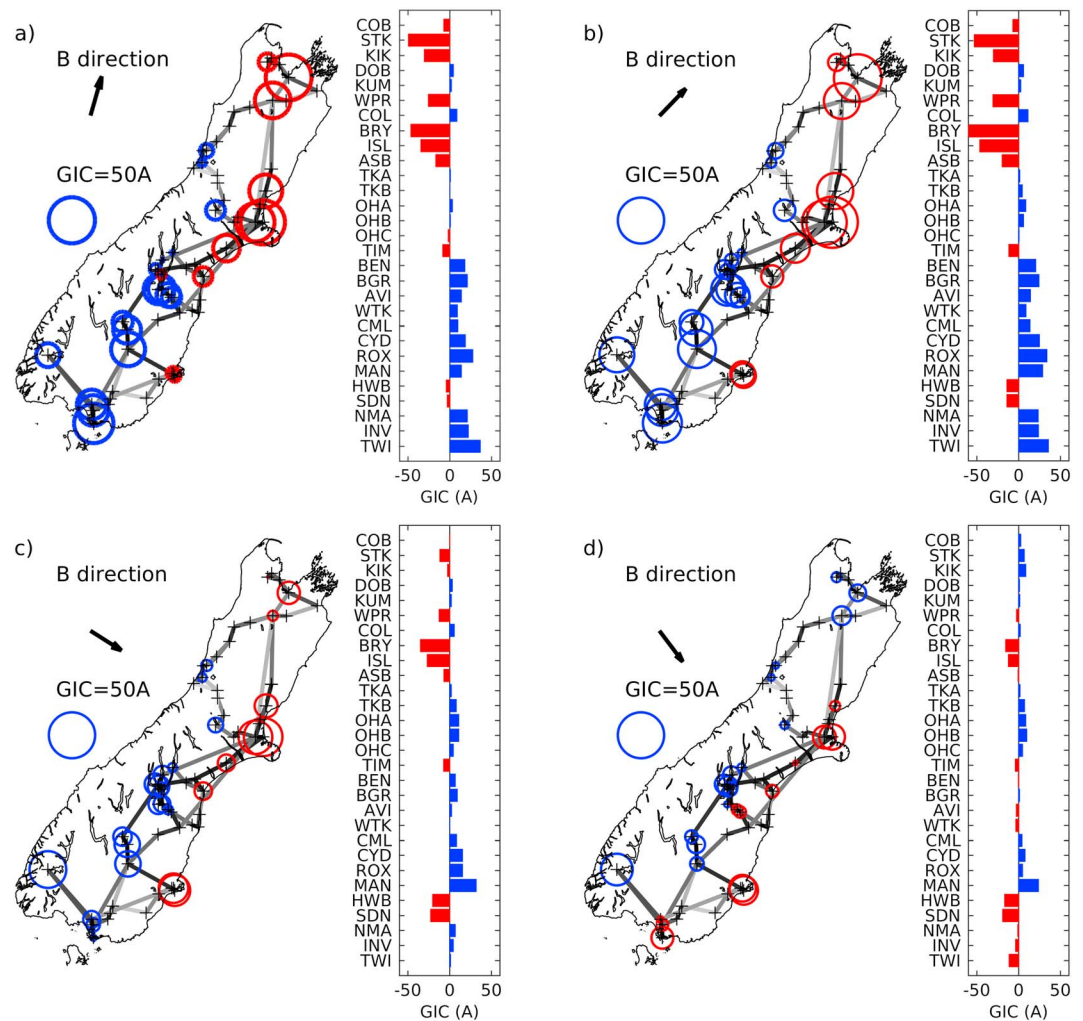 a)
B direction
GIC=50A
COB
STK
KIK
DOB
KUM
WPR
COL
BRY
ISL
ASB
TKA
TKB
OHA
OHB
OHC
TIM
BEN
BGR
AVI
WTK
CML
CYD
ROX
MAN
HWB
SDN
NMA
INV
TWI
-50 0 50
GIC (A)
b)
B direction
GIC=50A
COB
STK
KIK
DOB
KUM
WPR
COL
BRY
ISL
ASB
TKA
TKB
OHA
OHB
OHC
TIM
BEN
BGR
AVI
WTK
CML
CYD
ROX
MAN
HWB
SDN
NMA
INV
TWI
-50 0 50
GIC (A)
c)
B direction
GIC=50A
COB
STK
KIK
DOB
KUM
WPR
COL
BRY
ISL
ASB
TKA
TKB
OHA
OHB
OHC
TIM
BEN
BGR
AVI
WTK
CML
CYD
ROX
MAN
HWB
SDN
NMA
INV
TWI
-50 0 50
GIC (A)
d)
B direction
GIC=50A
COB
STK
KIK
DOB
KUM
WPR
COL
BRY
ISL
ASB
TKA
TKB
OHA
OHB
OHC
TIM
BEN
BGR
AVI
WTK
CML
CYD
ROX
MAN
HWB
SDN
NMA
INV
TWI
-50 0 50
GIC (A)